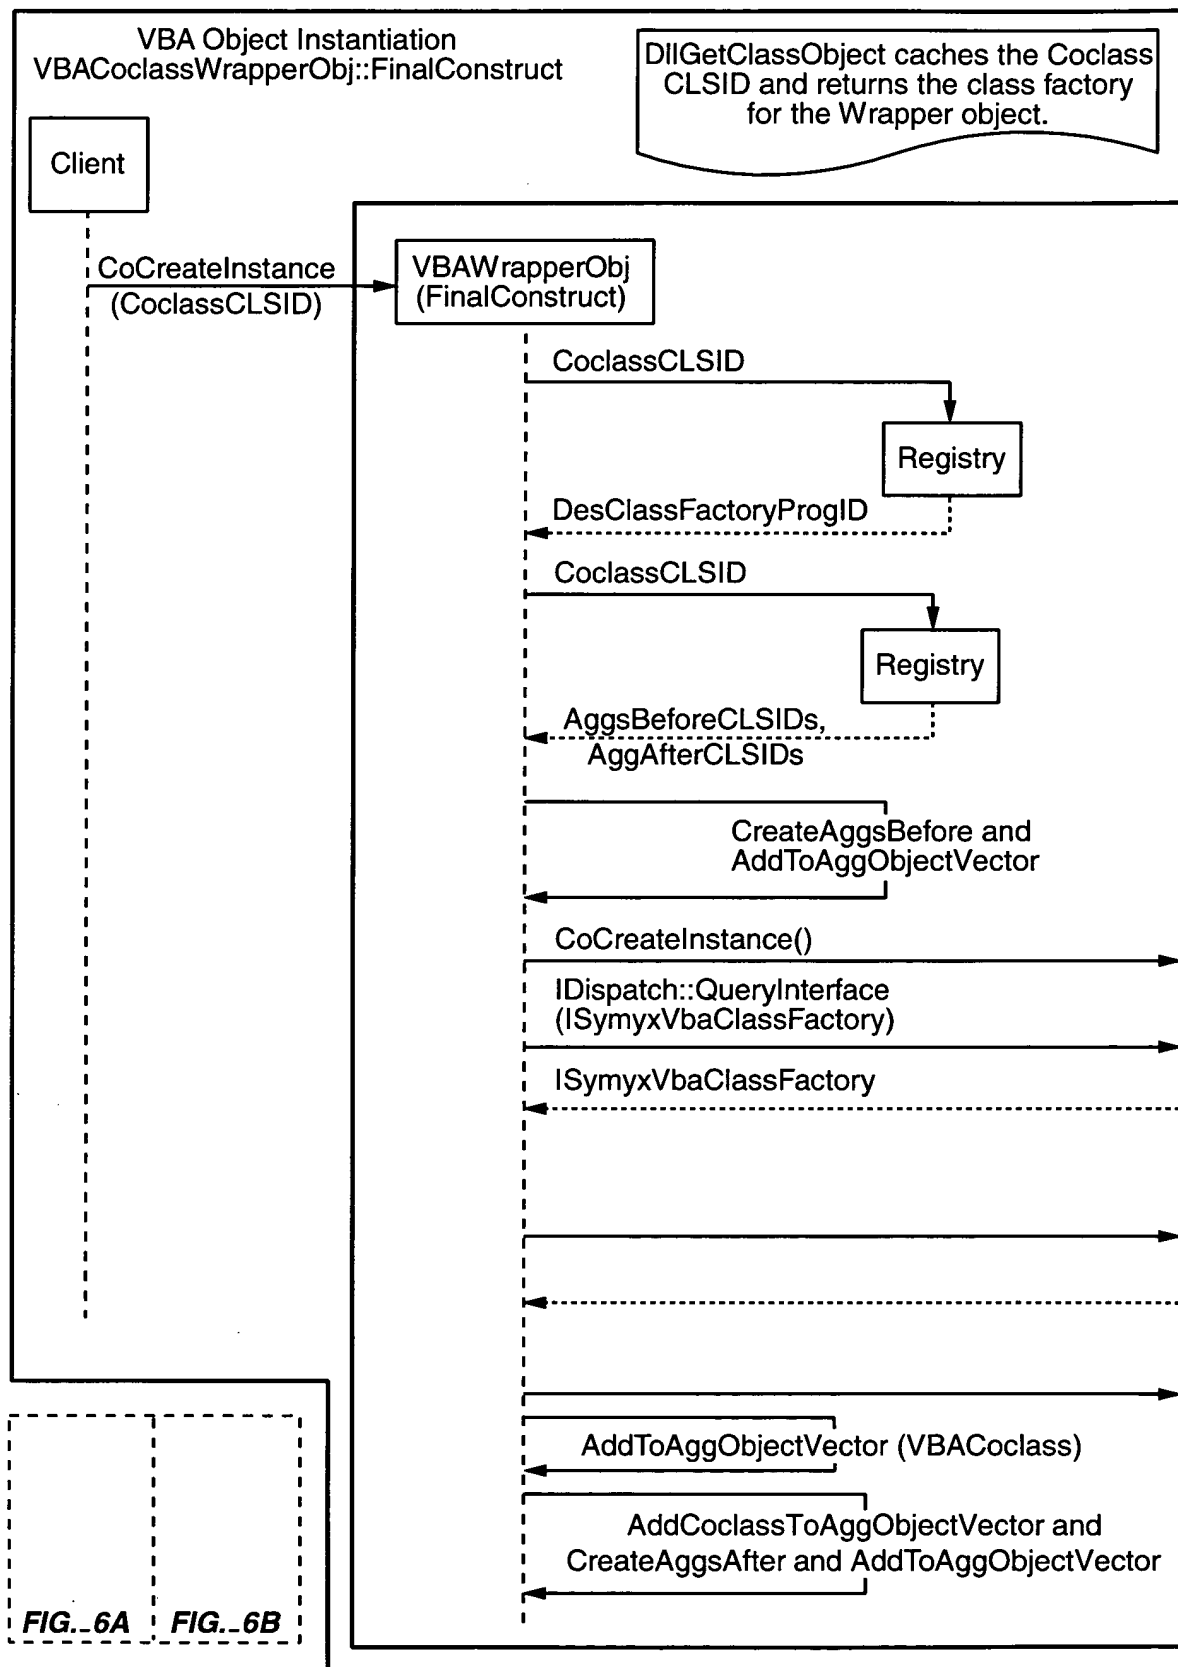 VBA Object Instantiation
VBACoclassWrapperObj::FinalConstruct
DllGetClassObject caches the Coclass
CLSID and returns the class factory
for the Wrapper object.
Client
CoCreateInstance
(CoclassCLSID)
VBAWrapperObj
(FinalConstruct)
CoclassCLSID
Registry
DesClassFactoryProgID
CoclassCLSID
Registry
AggsBeforeCLSIDs,
AggAfterCLSIDs
CreateAggsBefore and
AddToAggObjectVector
CoCreateInstance()
IDispatch::QueryInterface
(ISymyxVbaClassFactory)
ISymyxVbaClassFactory
AddToAggObjectVector (VBACoclass)
AddCoclassToAggObjectVector and
CreateAggsAfter and AddToAggObjectVector
FIG._6A
FIG._6B